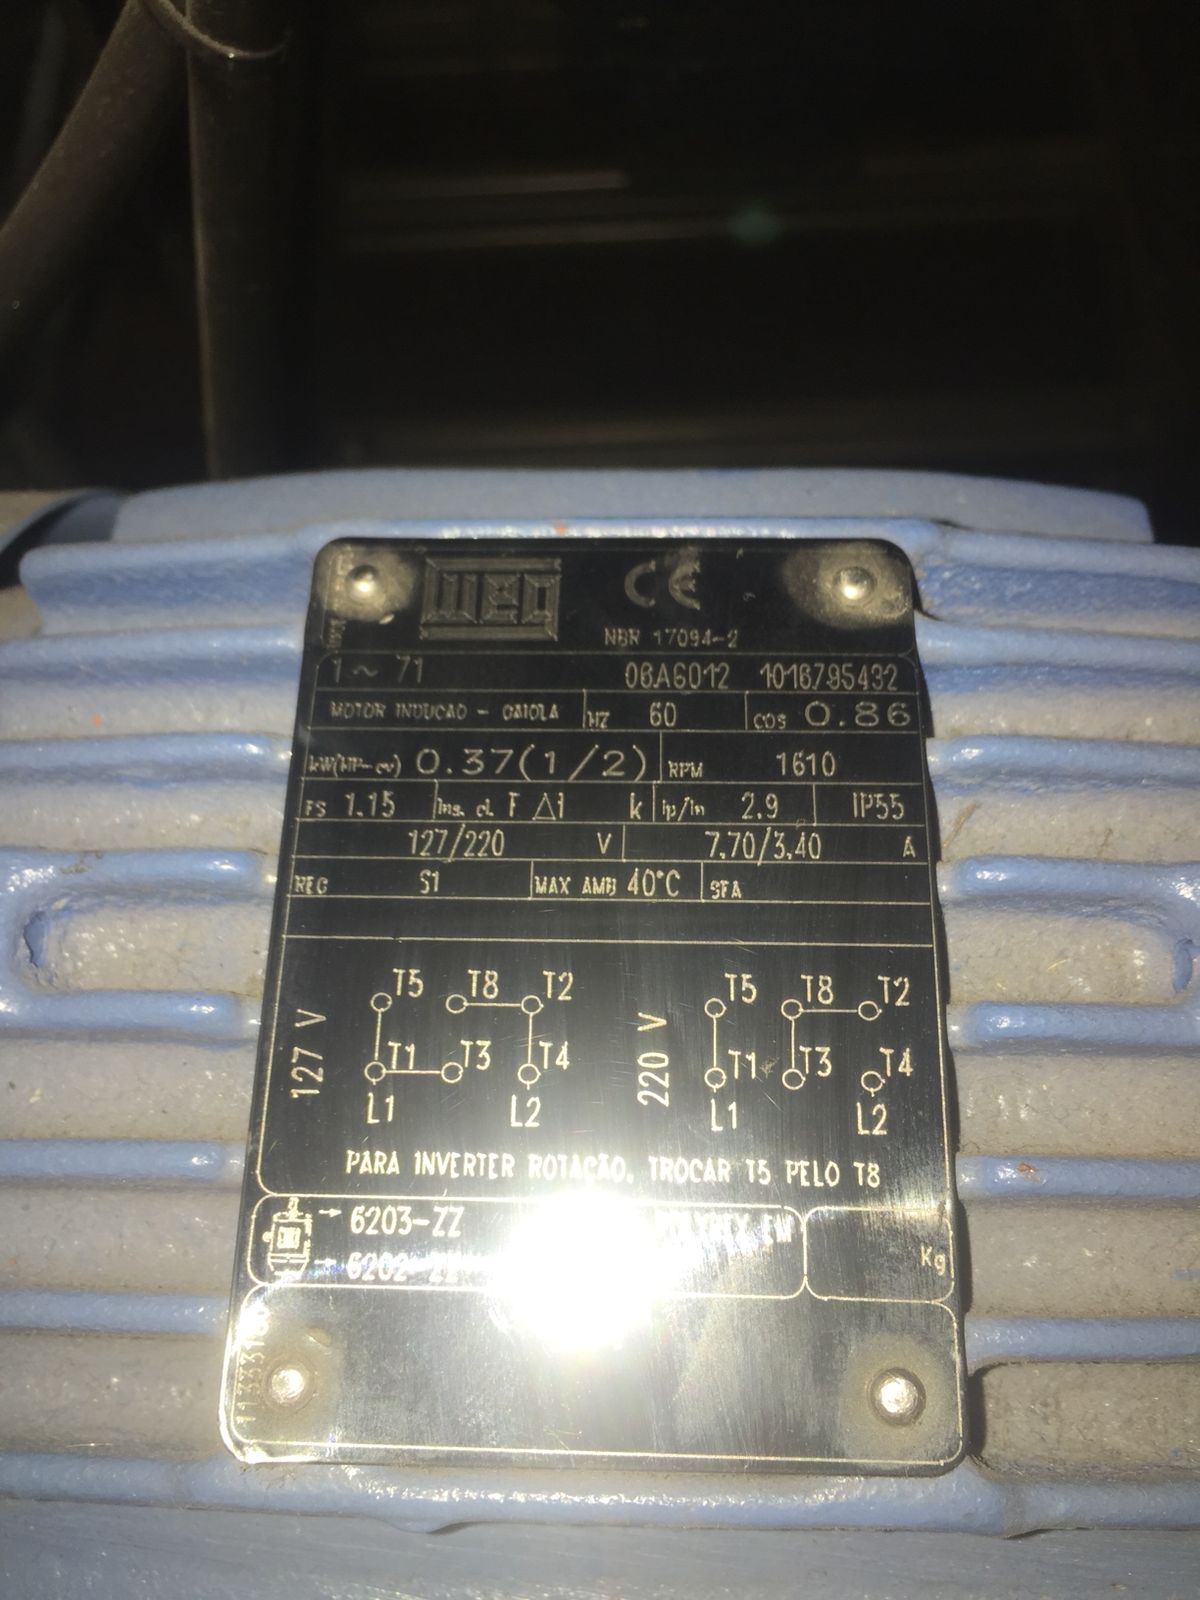 WEG CE
NBR 17094-2
1~ 71 06A6012 1016795432
MOTOR INDUCAO - GAIOLA HZ 60 COS 0.86
kW(HP-cv) 0.37(1/2) RPM 1610
FS 1.15 Ins. cl. F Δt k Ip/In 2.9 IP55
127/220 V 7.70/3.40 A
REG S1 MAX AMB 40°C SFA
127 V T5 T8 T2 220 V T5 T8 T2
T1 T3 T4 T1 T3 T4
L1 L2 L1 L2
PARA INVERTER ROTAÇÃO, TROCAR T5 PELO T8
→ 6203-ZZ EM
→ 6202-ZZ Kg